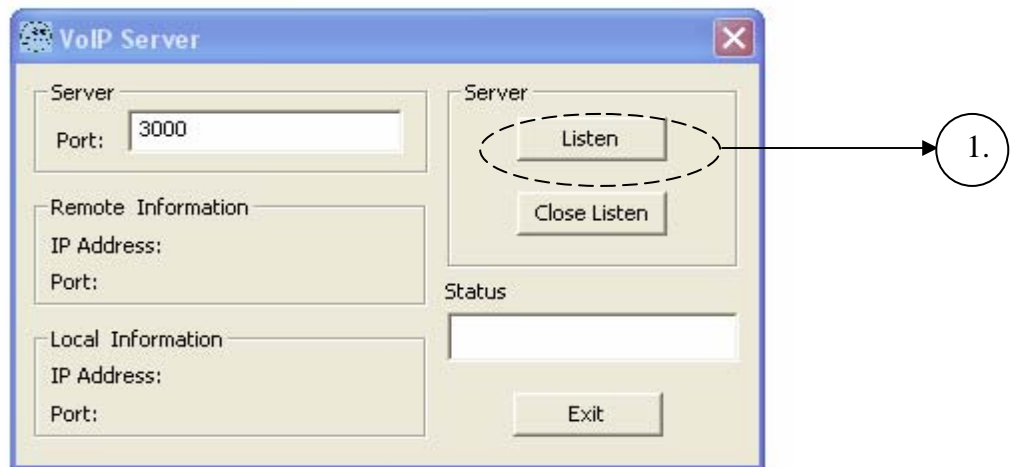 VoIP Server
Server
Port: 3000
Remote Information
IP Address:
Port:
Local Information
IP Address:
Port:
Server
Listen
Close Listen
Status
Exit
1.